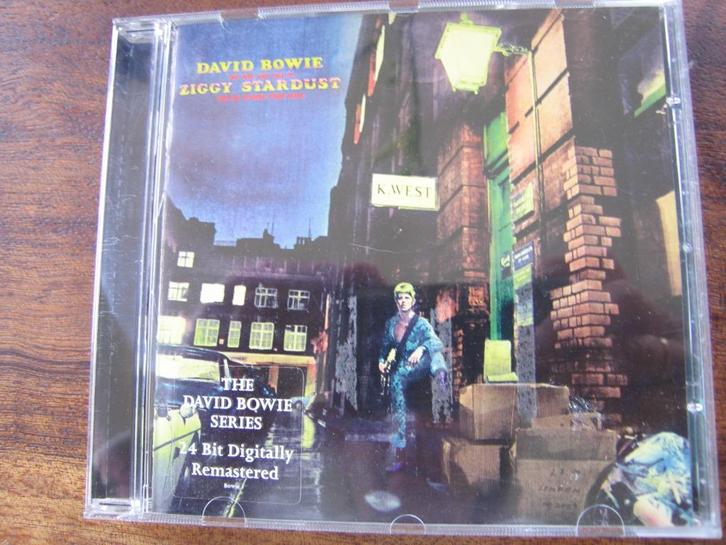 DAVID BOWIE
ZIGGY STARDUST
K.WEST
THE
DAVID BOWIE
SERIES
24 Bit Digitally
Remastered